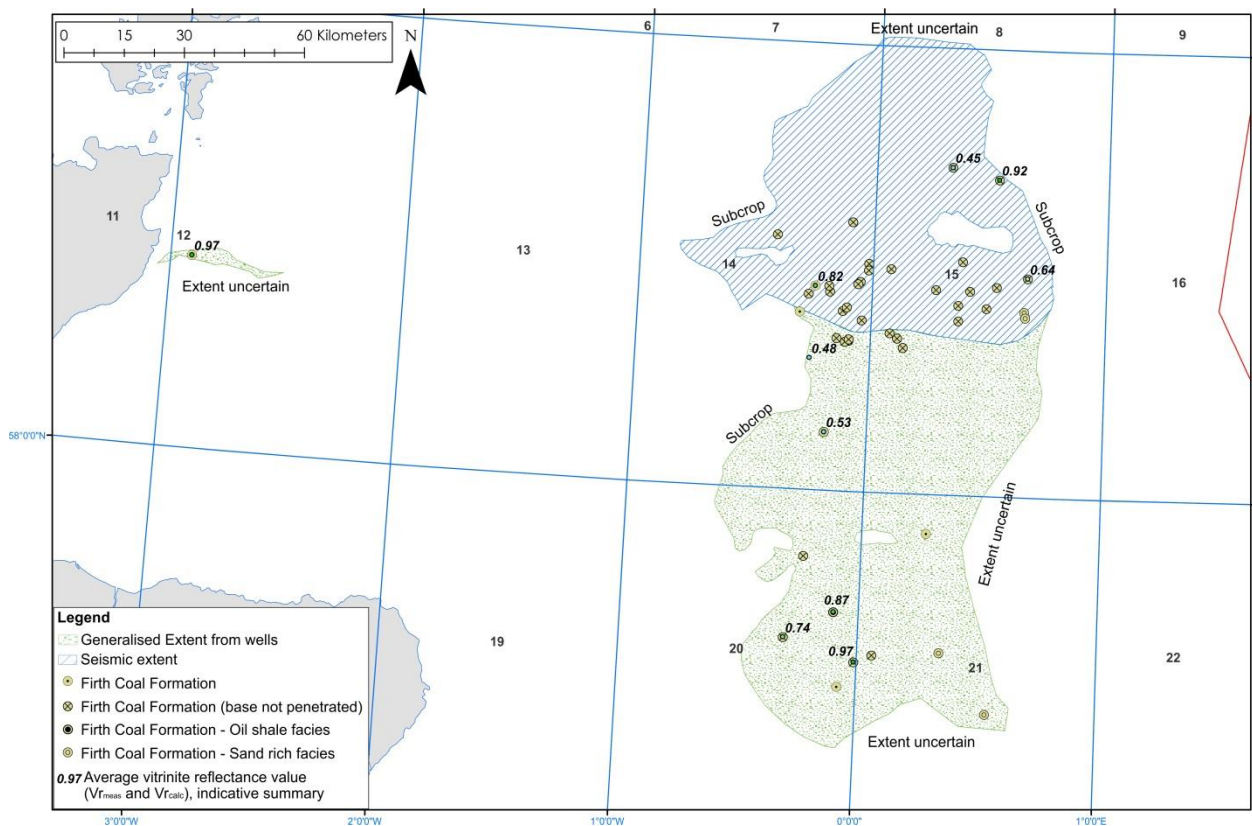 0 15 30 60 Kilometers
N
6
7
Extent uncertain
8
9
0.45
0.92
11
12
0.97
Extent uncertain
13
Subcrop
14
Subcrop
0.82
15
0.64
16
0.48
Subcrop
0.53
58°0'0"N
Extent uncertain
0.87
0.74
0.97
19
20
21
22
Extent uncertain
Legend
Generalised Extent from wells
Seismic extent
Firth Coal Formation
Firth Coal Formation (base not penetrated)
Firth Coal Formation - Oil shale facies
Firth Coal Formation - Sand rich facies
0.97 Average vitrinite reflectance value
(Vrmeas and Vrcalc), indicative summary
3°0'0"W 2°0'0"W 1°0'0"W 0°0'0" 1°0'0"E